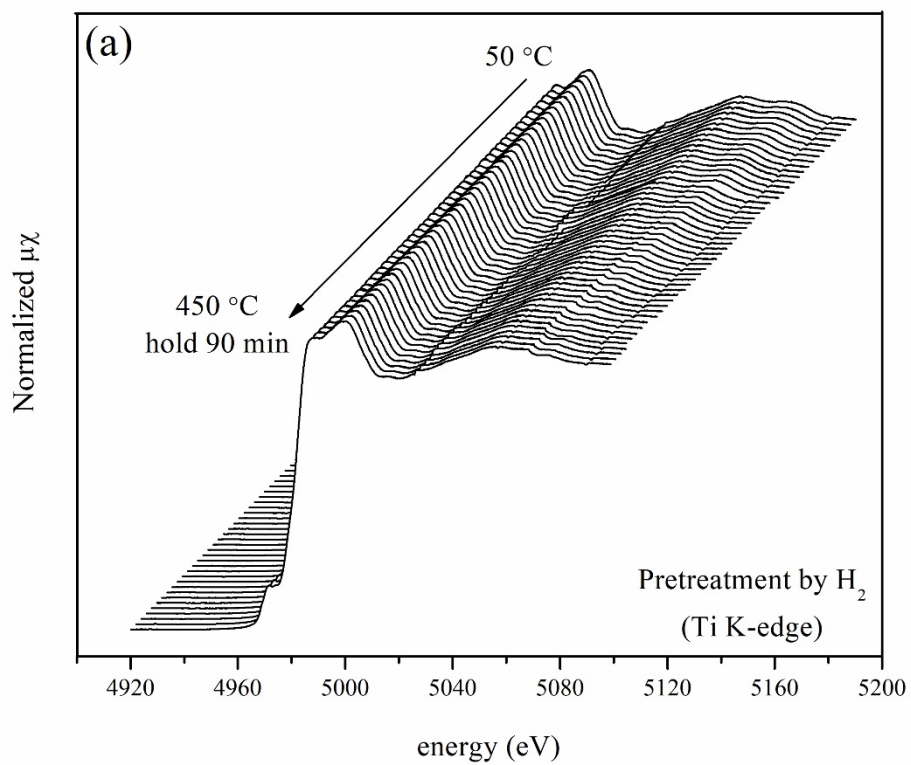 (a)
50 °C
450 °C
hold 90 min
Normalized μχ
Pretreatment by H₂
(Ti K-edge)
4920 4960 5000 5040 5080 5120 5160 5200
energy (eV)